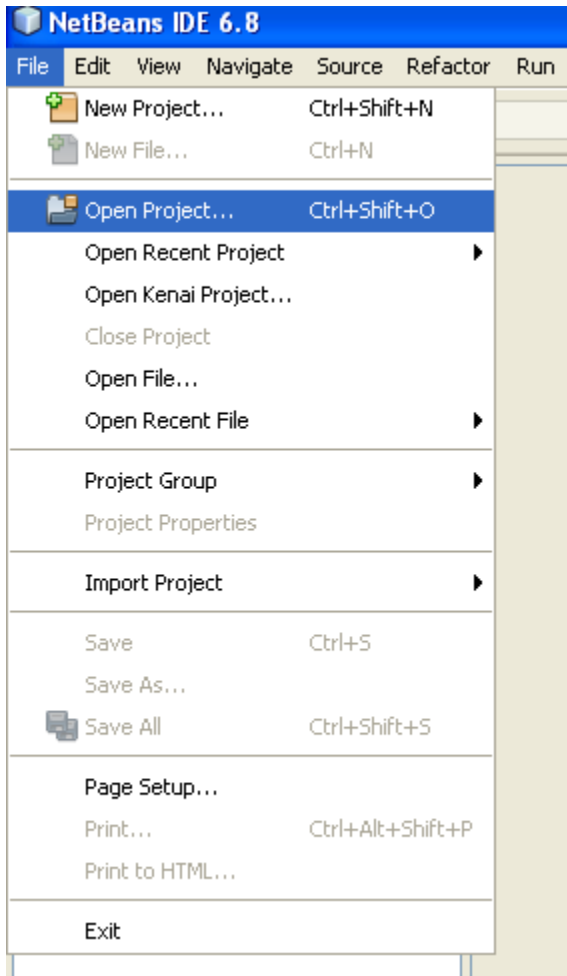 NetBeans IDE 6.8
File Edit View Navigate Source Refactor Run
New Project... Ctrl+Shift+N
New File... Ctrl+N
Open Project... Ctrl+Shift+O
Open Recent Project
Open Kenai Project...
Close Project
Open File...
Open Recent File
Project Group
Project Properties
Import Project
Save Ctrl+S
Save As...
Save All Ctrl+Shift+S
Page Setup...
Print... Ctrl+Alt+Shift+P
Print to HTML...
Exit